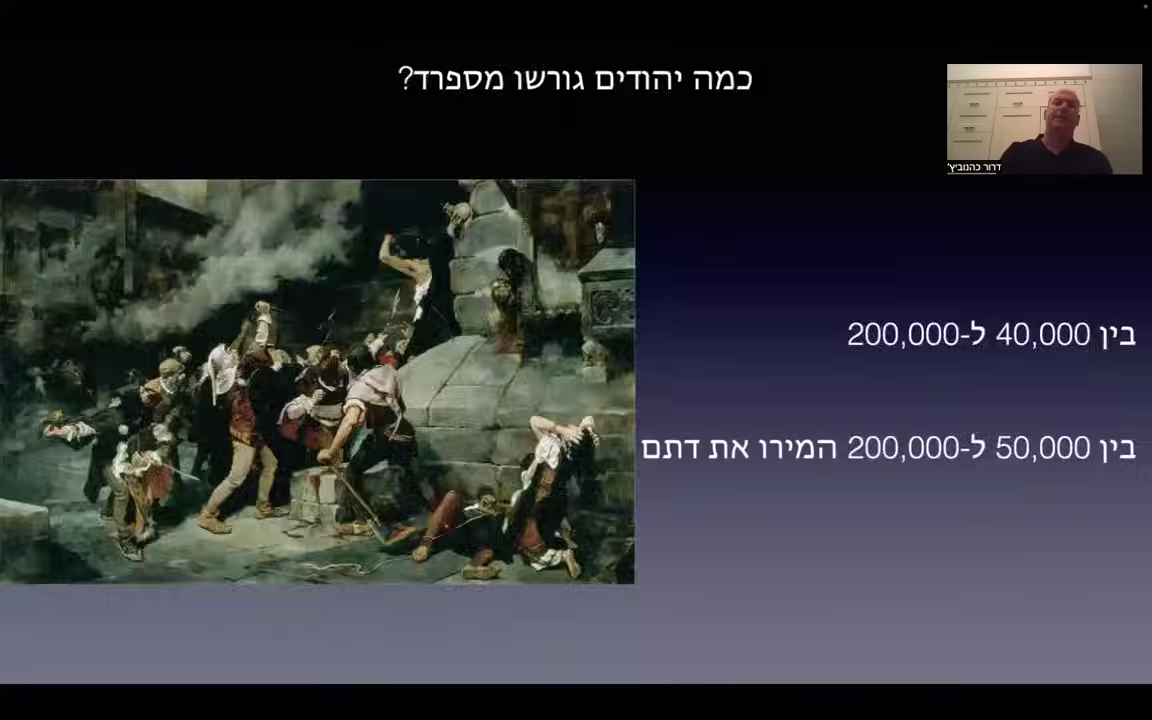 כמה יהודים גורשו מספרד?
דרור כהנוביץ'
בין 40,000 ל-200,000
בין 50,000 ל-200,000 המירו את דתם